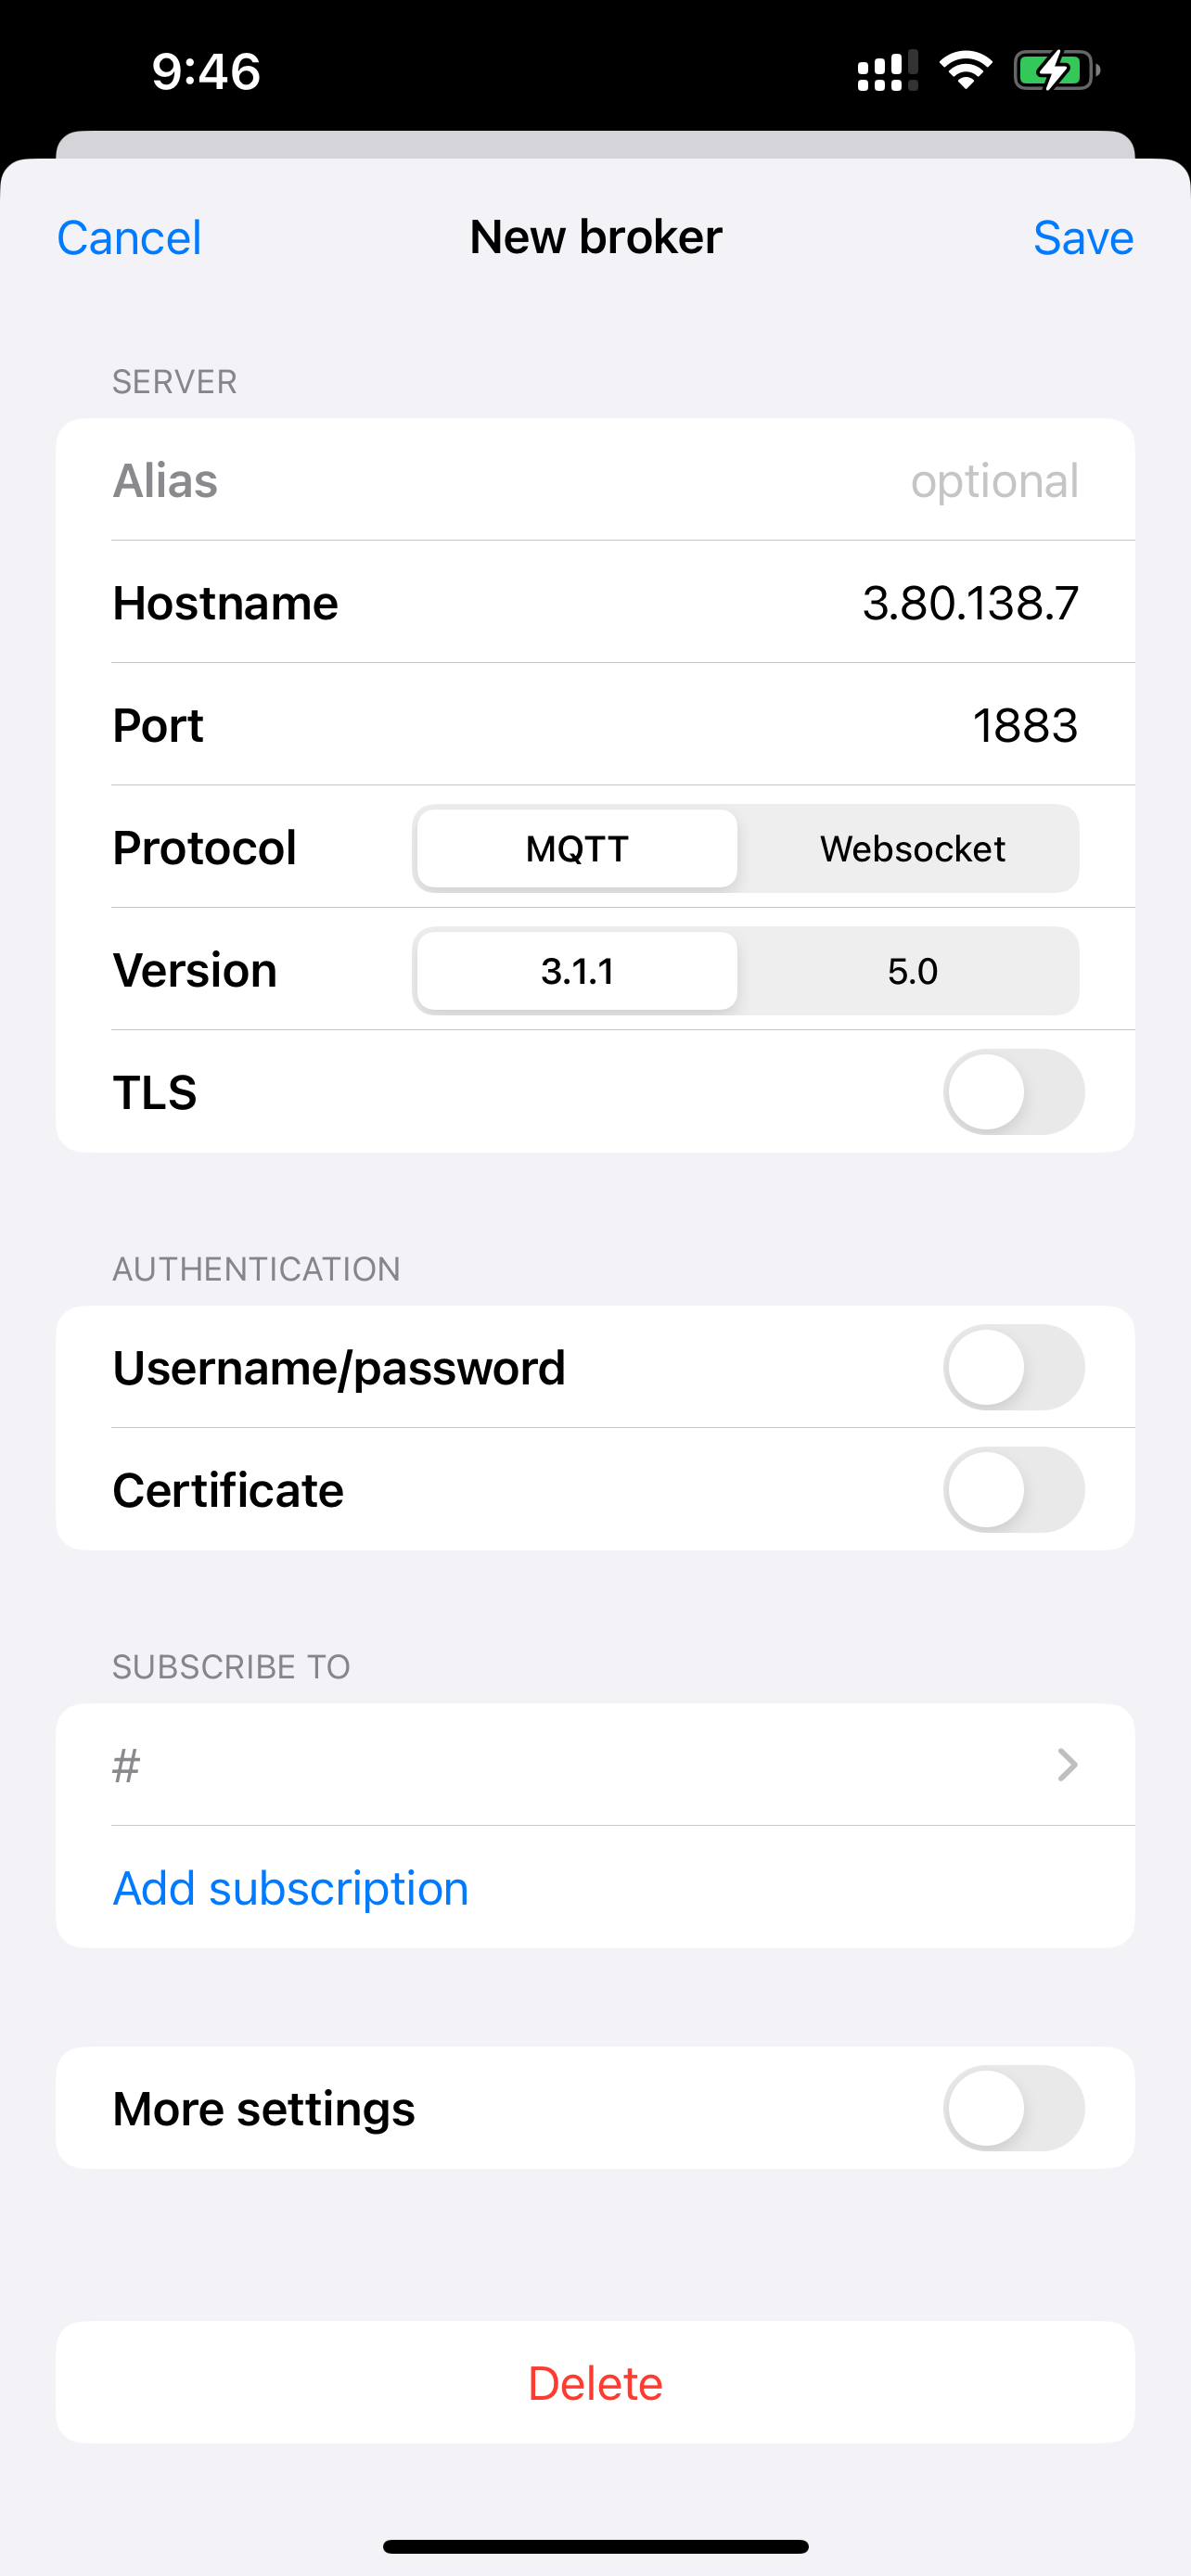 9:46
Cancel New broker Save
SERVER
Alias optional
Hostname 3.80.138.7
Port 1883
Protocol MQTT Websocket
Version 3.1.1 5.0
TLS
AUTHENTICATION
Username/password
Certificate
SUBSCRIBE TO
#
Add subscription
More settings
Delete